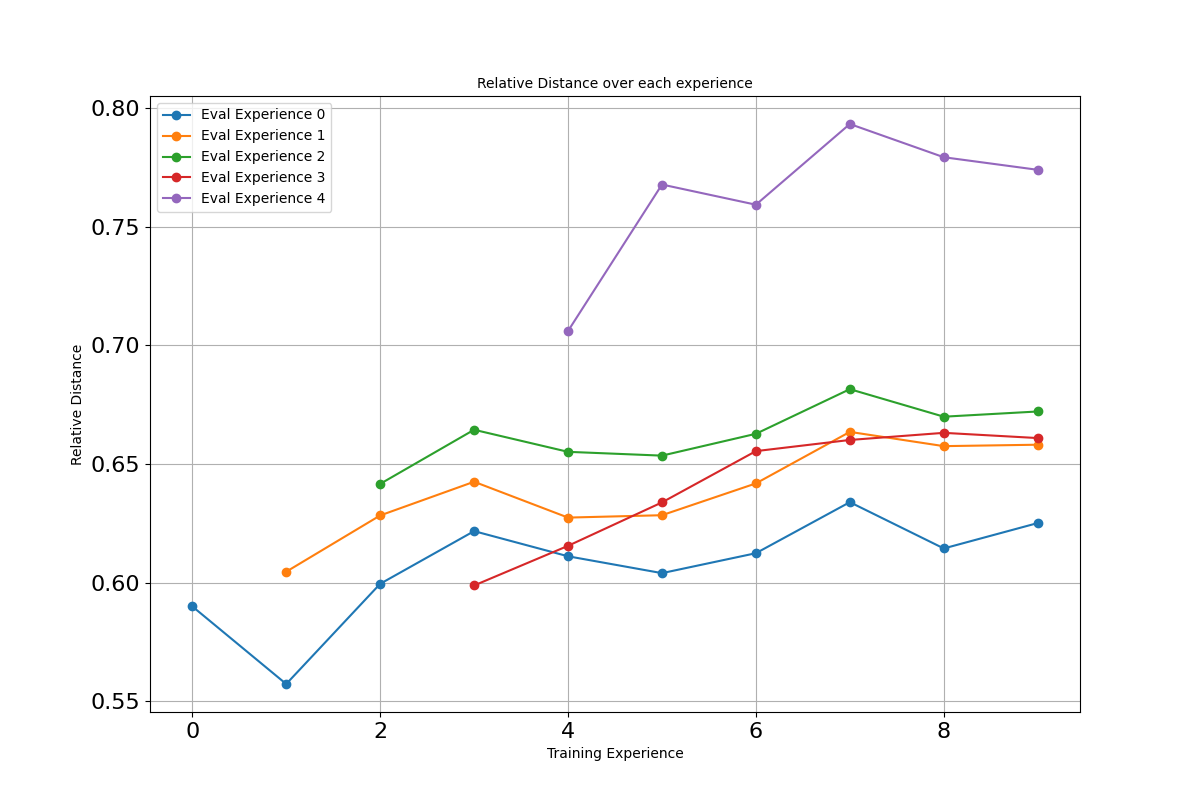 Relative Distance over each experience
0.80
0.75
0.70
0.65
0.60
0.55
Relative Distance
Eval Experience 0
Eval Experience 1
Eval Experience 2
Eval Experience 3
Eval Experience 4
0 2 4 6 8
Training Experience